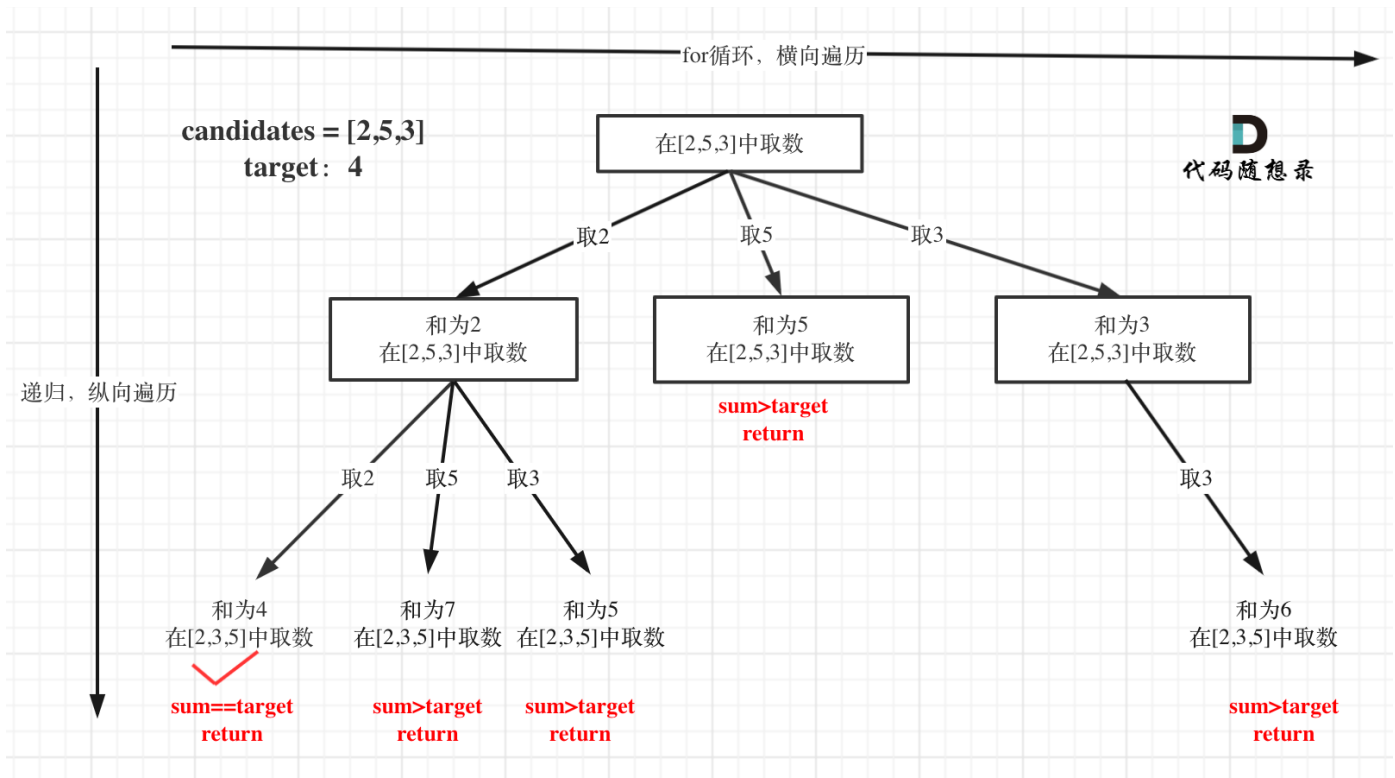 for循环，横向遍历
candidates = [2,5,3]
target： 4
在[2,5,3]中取数
代码随想录
取2
取5
取3
和为2
在[2,5,3]中取数
和为5
在[2,5,3]中取数
和为3
在[2,5,3]中取数
递归，纵向遍历
sum>target
return
取2
取5
取3
取3
和为4
在[2,3,5]中取数
和为7
在[2,3,5]中取数
和为5
在[2,3,5]中取数
和为6
在[2,3,5]中取数
sum==target
return
sum>target
return
sum>target
return
sum>target
return